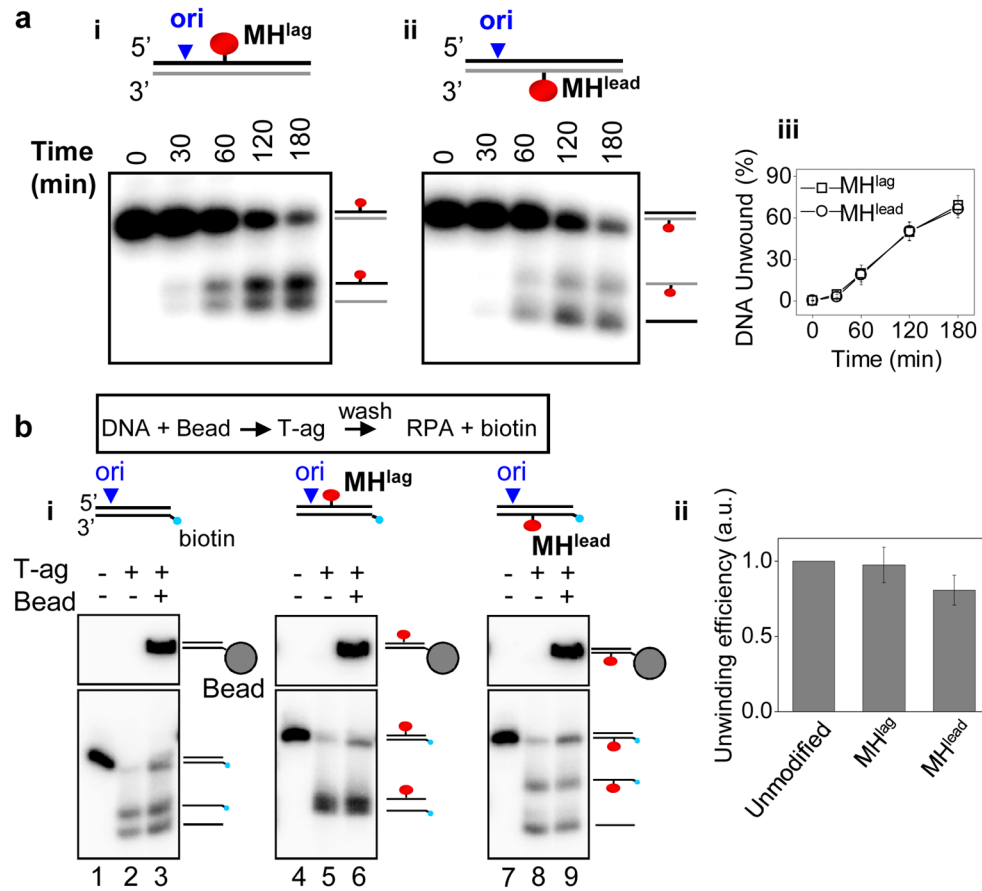 a
i
ori
MH^lag
5’
3’
ii
ori
5’
3’
MH^lead
Time
(min)
0 30 60 120 180
0 30 60 120 180
iii
DNA Unwound (%)
90
60
30
0
MH^lag
MH^lead
0 60 120 180
Time (min)
b
DNA + Bead → T-ag wash → RPA + biotin
i
ori
5’
3’
biotin
ori
MH^lag
ori
MH^lead
T-ag - + + - + + - + +
Bead - - + - - + - - +
Bead
1 2 3 4 5 6 7 8 9
ii
Unwinding efficiency (a.u.)
1.0
0.5
0.0
Unmodified
MH^lag
MH^lead